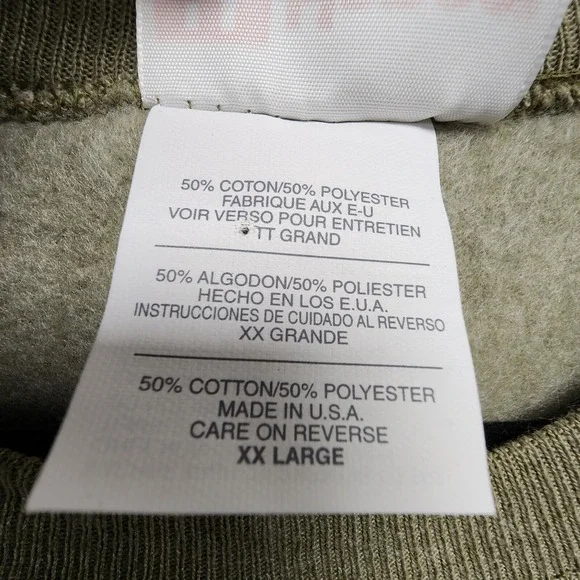 50% COTON/50% POLYESTER
FABRIQUE AUX E-U
VOIR VERSO POUR ENTRETIEN
TT GRAND
50% ALGODON/50% POLIESTER
HECHO EN LOS E.U.A.
INSTRUCCIONES DE CUIDADO AL REVERSO
XX GRANDE
50% COTTON/50% POLYESTER
MADE IN U.S.A.
CARE ON REVERSE
XX LARGE